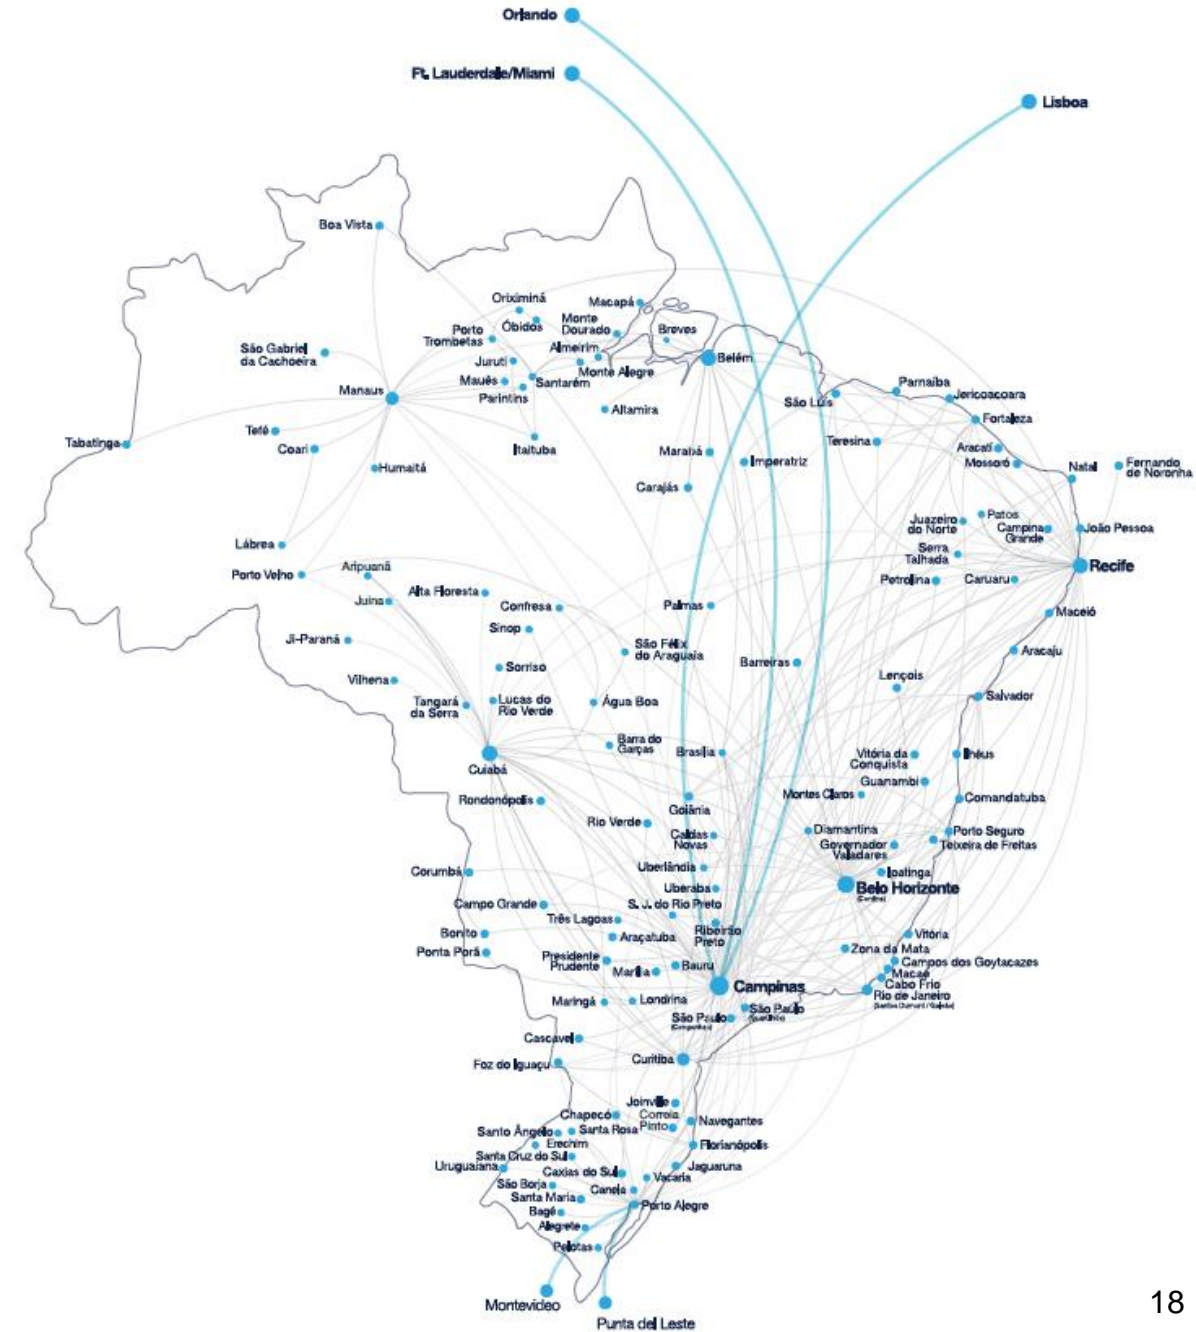 Orlando
Ft. Lauderdale/Miami
Lisboa
Boa Vista
Oriximiná
Macapá
Óbidos
Monte
Dourado
Breves
Porto
Trombetas
São Gabriel
da Cachoeira
Almeirim
Belém
Juruti
Monte Alegre
Manaus
Mauês
Santarém
Parintins
Parnaíba
Jericoacoara
São Luís
Altamira
Fortaleza
Tabatinga
Tefé
Coari
Itaituba
Marabá
Imperatriz
Teresina
Aracatí
Mossoró
Humaitá
Natal
Fernando
de Noronha
Carajás
Juazeiro
do Norte
Patos
Campina
Grande
João Pessoa
Lábrea
Serra
Talhada
Recife
Porto Velho
Aripuanã
Petrolina
Caruaru
Juína
Alta Floresta
Confresa
Palmas
Maceió
Sinop
Ji-Paraná
São Félix
do Araguaia
Aracaju
Barreiras
Sorriso
Vilhena
Lençois
Salvador
Tangará
da Serra
Lucas do
Rio Verde
Água Boa
Barra do
Garças
Brasília
Vitória da
Conquista
Ilhéus
Cuiabá
Guanambi
Rondonópolis
Goiânia
Montes Claros
Comandatuba
Rio Verde
Caldas
Novas
Diamantina
Porto Seguro
Governador
Valadares
Teixeira de Freitas
Corumbá
Uberlândia
Ipatinga
Uberaba
Belo Horizonte
(Confins)
Campo Grande
S. J. do Rio Preto
Três Lagoas
Bonito
Araçatuba
Ribeirão
Preto
Vitória
Ponta Porã
Zona da Mata
Presidente
Prudente
Marília
Bauru
Campos dos Goytacazes
Macaé
Cabo Frio
Campinas
Rio de Janeiro
(Santos Dumont / Galeão)
Maringá
Londrina
São Paulo
(Congonhas)
São Paulo
(Guarulhos)
Cascavel
Foz do Iguaçu
Curitiba
Joinville
Chapecó
Correia
Pinto
Navegantes
Santo Ângelo
Santa Rosa
Erechim
Florianópolis
Santa Cruz do Sul
Uruguaiana
Caxias do Sul
Jaguaruna
Vacaria
São Borja
Canela
Santa Maria
Porto Alegre
Bagé
Alegrete
Pelotas
Montevideo
Punta del Leste
18